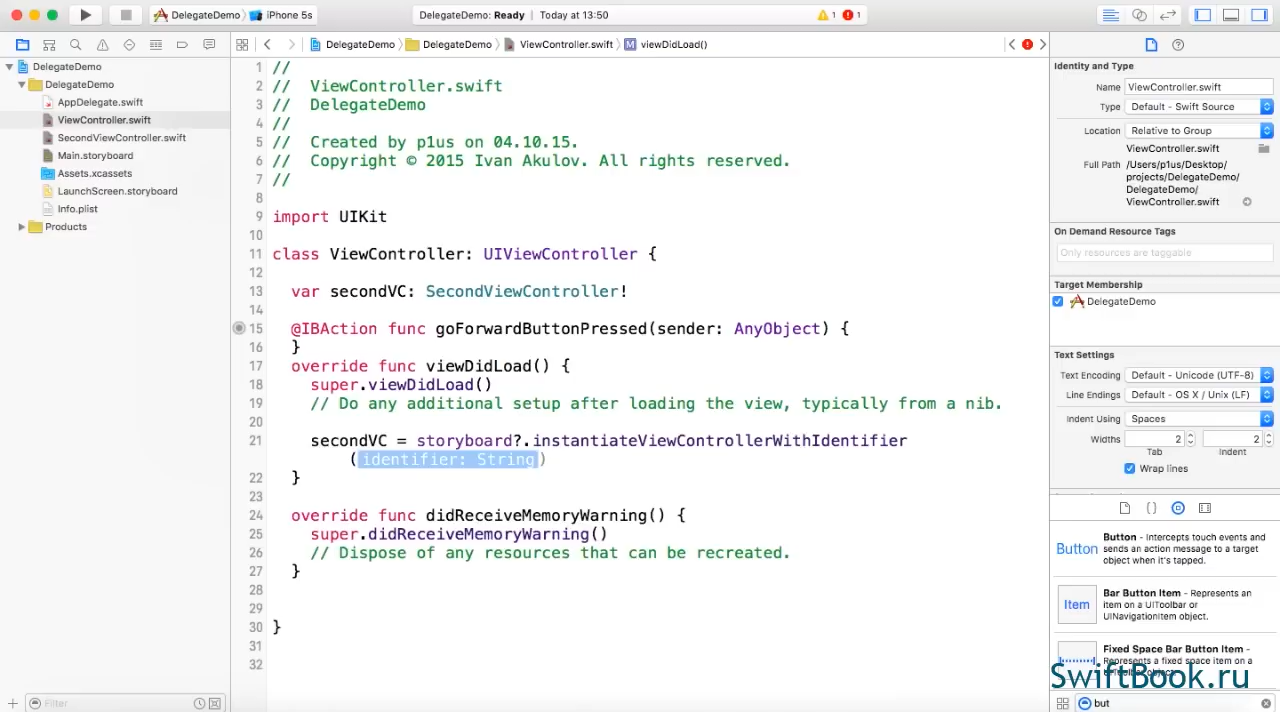 DelegateDemo
iPhone 5s
DelegateDemo: Ready | Today at 13:50
1
1
DelegateDemo
DelegateDemo
ViewController.swift
M
viewDidLoad()
DelegateDemo
DelegateDemo
AppDelegate.swift
ViewController.swift
SecondViewController.swift
Main.storyboard
Assets.xcassets
LaunchScreen.storyboard
Info.plist
Products
Filter
1 //
2 //  ViewController.swift
3 //  DelegateDemo
4 //
5 //  Created by p1us on 04.10.15.
6 //  Copyright © 2015 Ivan Akulov. All rights reserved.
7 //
8
9 import UIKit
10
11 class ViewController: UIViewController {
12
13   var secondVC: SecondViewController!
14
15   @IBAction func goForwardButtonPressed(sender: AnyObject) {
16   }
17   override func viewDidLoad() {
18     super.viewDidLoad()
19     // Do any additional setup after loading the view, typically from a nib.
20
21     secondVC = storyboard?.instantiateViewControllerWithIdentifier
(identifier: String)
22   }
23
24   override func didReceiveMemoryWarning() {
25     super.didReceiveMemoryWarning()
26     // Dispose of any resources that can be recreated.
27   }
28
29
30 }
31
32
Identity and Type
Name ViewController.swift
Type Default - Swift Source
Location Relative to Group
ViewController.swift
Full Path /Users/p1us/Desktop/
projects/DelegateDemo/
DelegateDemo/
ViewController.swift
On Demand Resource Tags
Only resources are taggable
Target Membership
DelegateDemo
Text Settings
Text Encoding Default - Unicode (UTF-8)
Line Endings Default - OS X / Unix (LF)
Indent Using Spaces
Widths 2 2
Tab Indent
Wrap lines
{ }
Button
Button - Intercepts touch events and
sends an action message to a target
object when it's tapped.
Item
Bar Button Item - Represents an
item on a UIToolbar or
UINavigationItem object.
Fixed Space Bar Button Item -
Represents a fixed space item on a
SwiftBook.ru
but